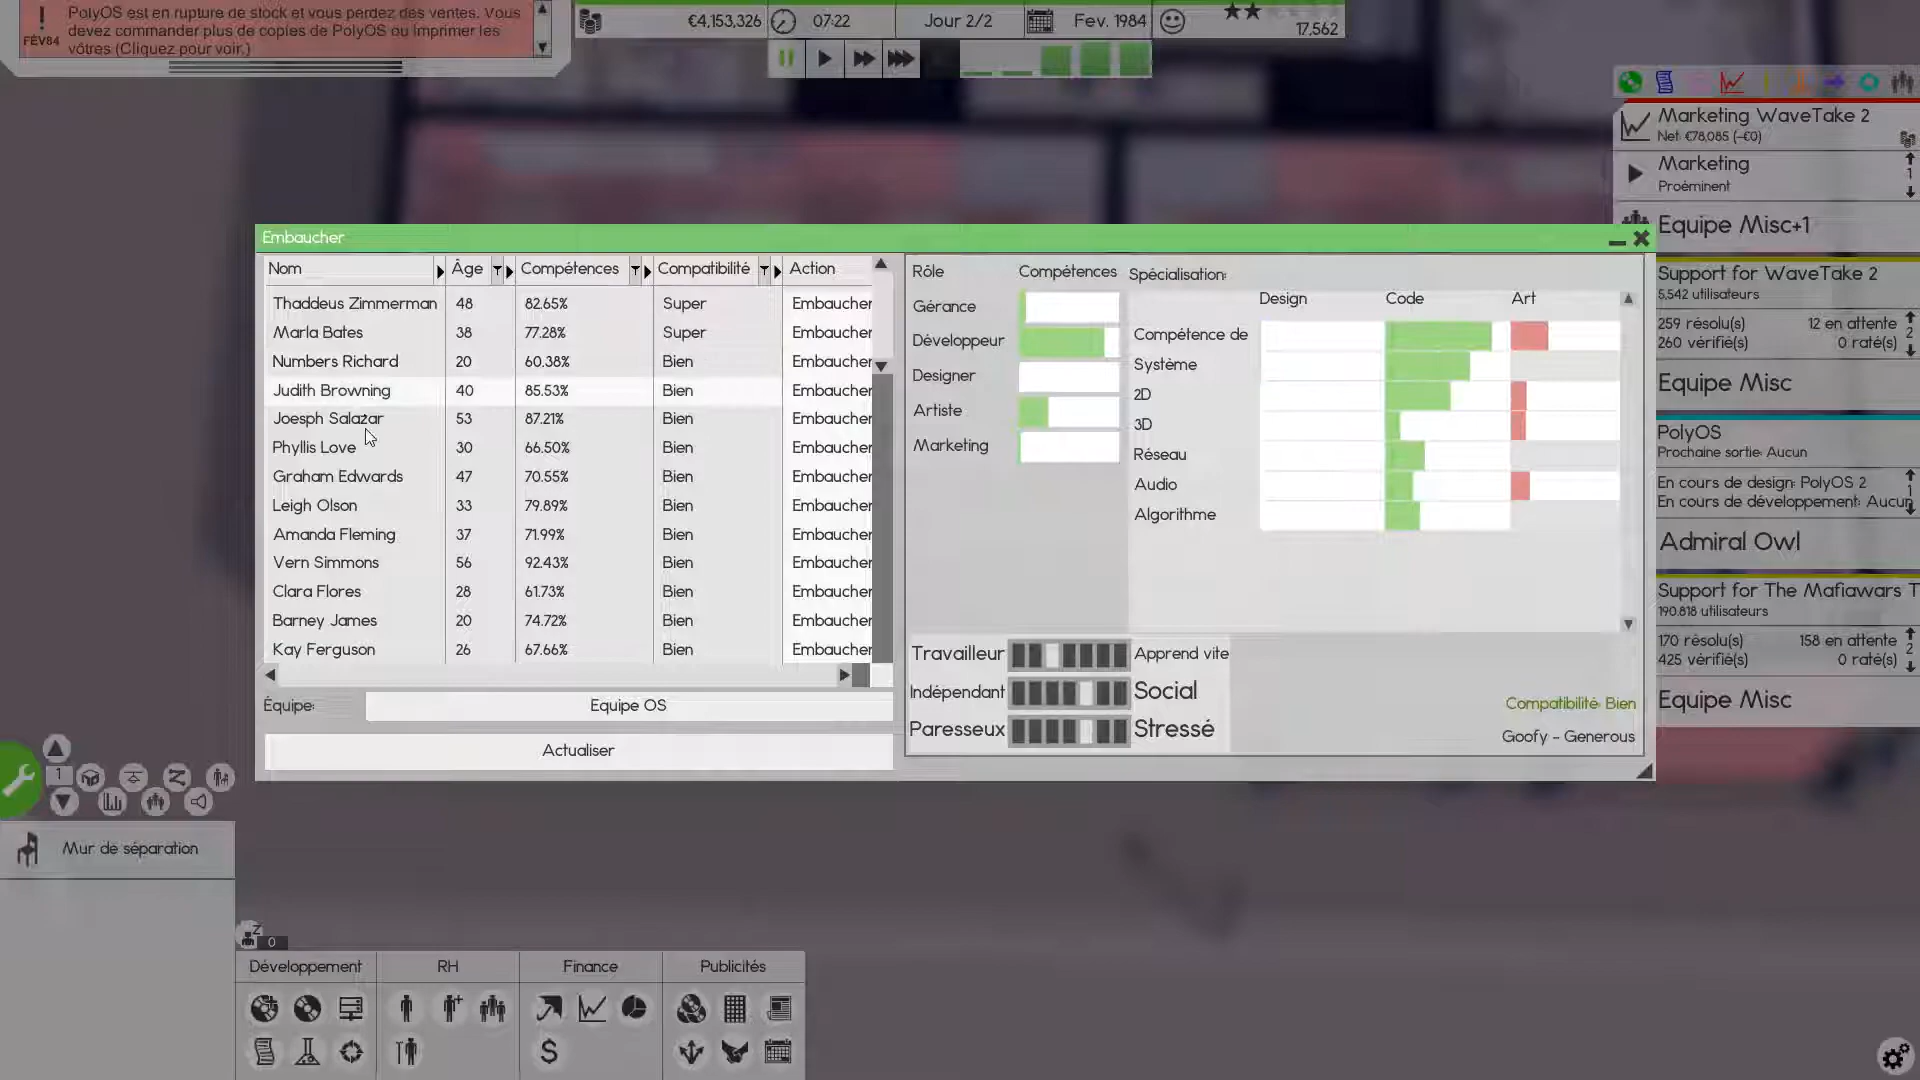 PolyOS est en rupture de stock et vous perdez des ventes. Vous
devez commander plus de copies de PolyOS ou imprimer les
vôtres (Cliquez pour voir.)
!
FÉV84
€4,153,326
07:22
Jour 2/2
Fev. 1984
17,562
Marketing WaveTake 2
Net: €78,085 (-€0)
Marketing
Proéminent
1
Equipe Misc+1
Support for WaveTake 2
5,542 utilisateurs
259 résolu(s) 12 en attente
260 vérifié(s) 0 raté(s)
2
Equipe Misc
PolyOS
Prochaine sortie: Aucun
En cours de design: PolyOS 2
En cours de développement: Aucun
1
Admiral Owl
Support for The Mafiawars T
190.818 utilisateurs
170 résolu(s) 158 en attente
425 vérifié(s) 0 raté(s)
2
Equipe Misc
Embaucher
Nom Âge Compétences Compatibilité Action
Thaddeus Zimmerman 48 82.65% Super Embaucher
Marla Bates 38 77.28% Super Embaucher
Numbers Richard 20 60.38% Bien Embaucher
Judith Browning 40 85.53% Bien Embaucher
Joesph Salazar 53 87.21% Bien Embaucher
Phyllis Love 30 66.50% Bien Embaucher
Graham Edwards 47 70.55% Bien Embaucher
Leigh Olson 33 79.89% Bien Embaucher
Amanda Fleming 37 71.99% Bien Embaucher
Vern Simmons 56 92.43% Bien Embaucher
Clara Flores 28 61.73% Bien Embaucher
Barney James 20 74.72% Bien Embaucher
Kay Ferguson 26 67.66% Bien Embaucher
Équipe: Equipe OS
Actualiser
Rôle Compétences
Gérance
Développeur
Designer
Artiste
Marketing
Spécialisation:
Design Code Art
Compétence de
Système
2D
3D
Réseau
Audio
Algorithme
Travailleur Apprend vite
Indépendant Social
Paresseux Stressé
Compatibilité: Bien
Goofy - Generous
1
Mur de séparation
z
0
Développement RH Finance Publicités
$